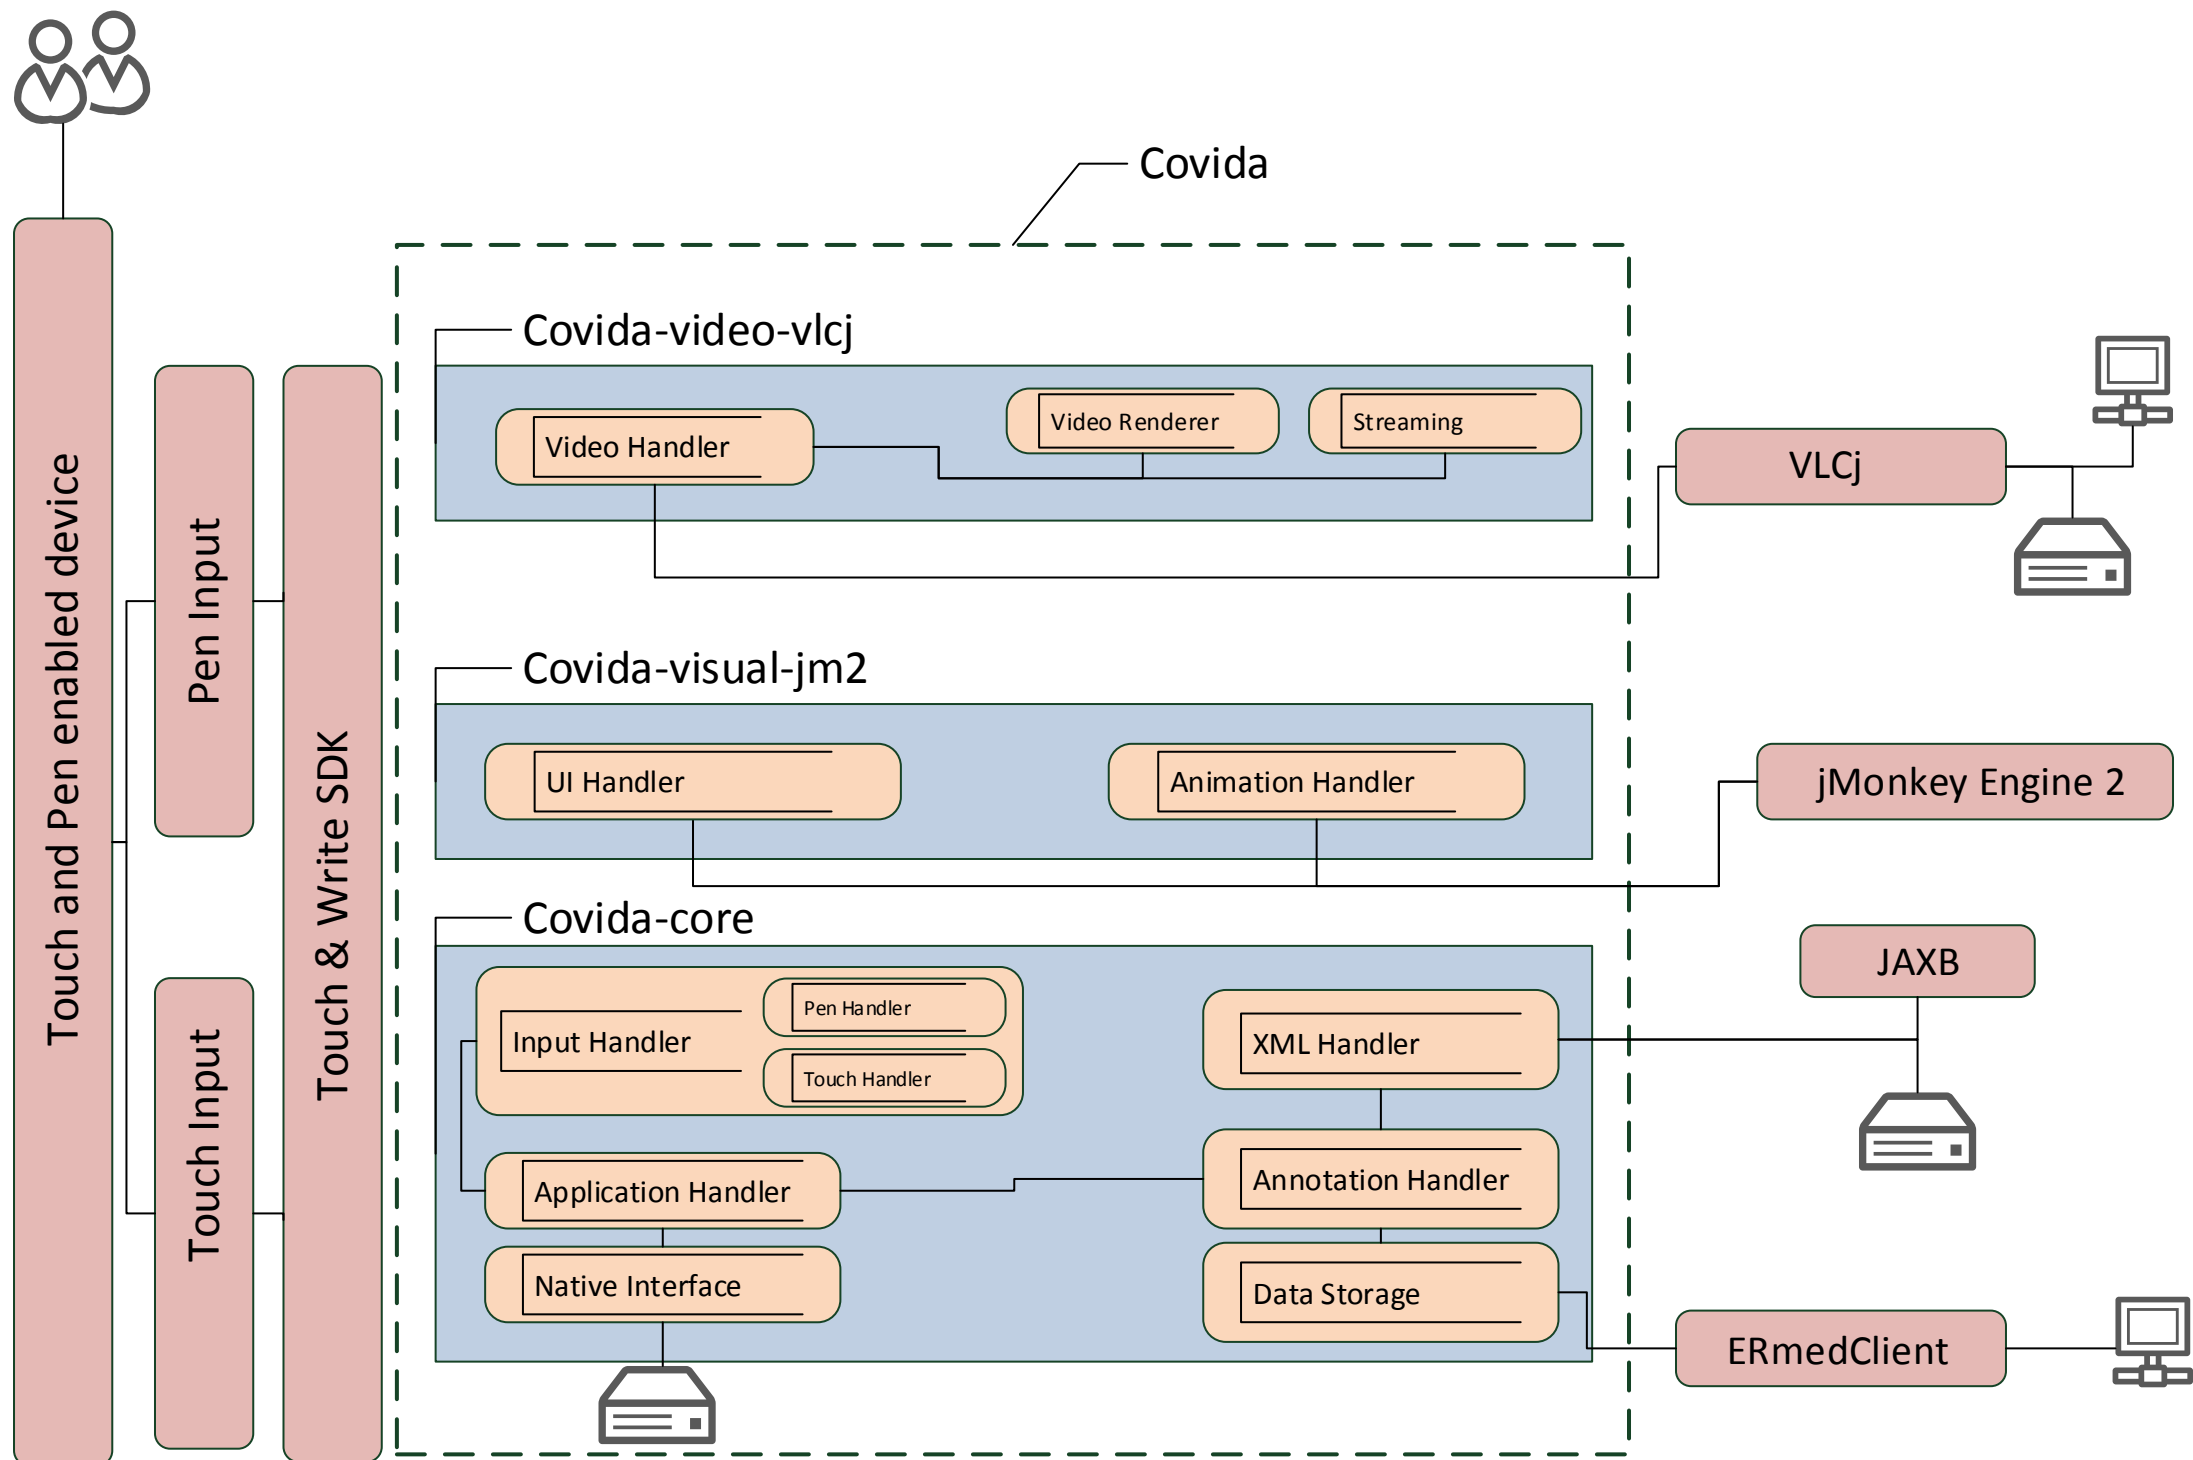 Covida
Touch and Pen enabled device
Pen Input
Touch Input
Touch & Write SDK
Covida-video-vlcj
Video Handler
Video Renderer
Streaming
VLCj
Covida-visual-jm2
UI Handler
Animation Handler
jMonkey Engine 2
Covida-core
Input Handler
Pen Handler
Touch Handler
XML Handler
JAXB
Application Handler
Annotation Handler
Native Interface
Data Storage
ERmedClient